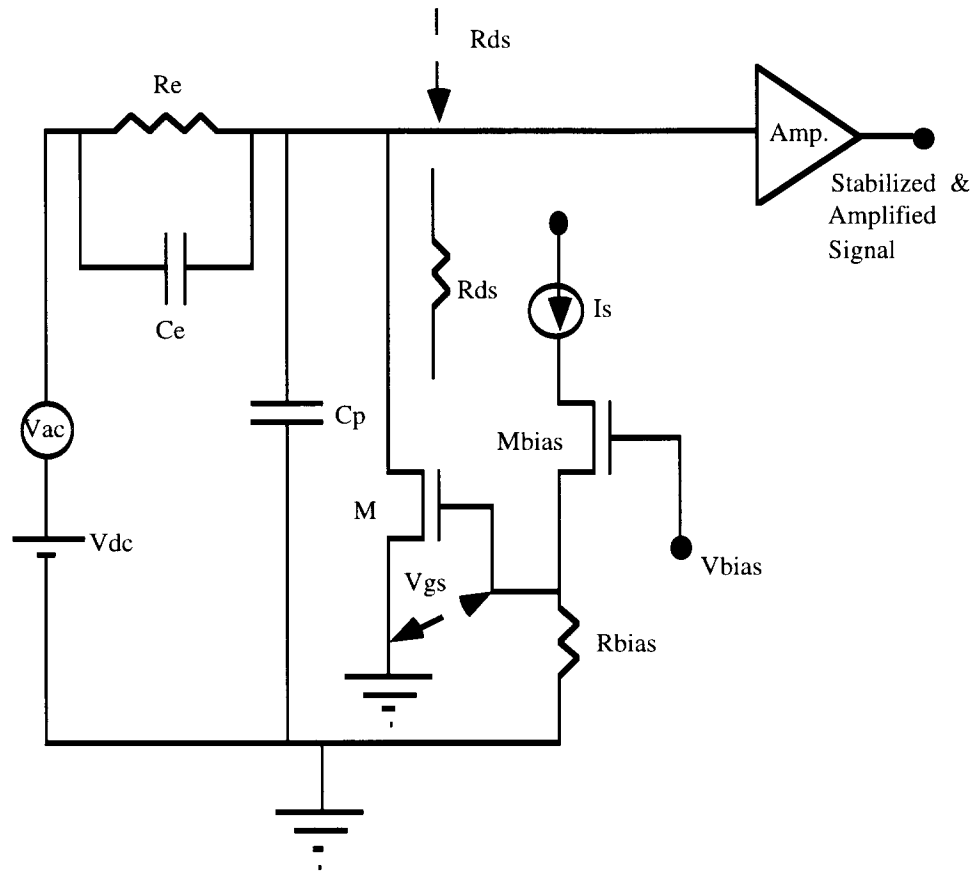 Rds
Re
Amp.
Stabilized &
Amplified
Signal
Rds
Is
Ce
Cp
Mbias
Vac
M
Vdc
Vgs
Vbias
Rbias